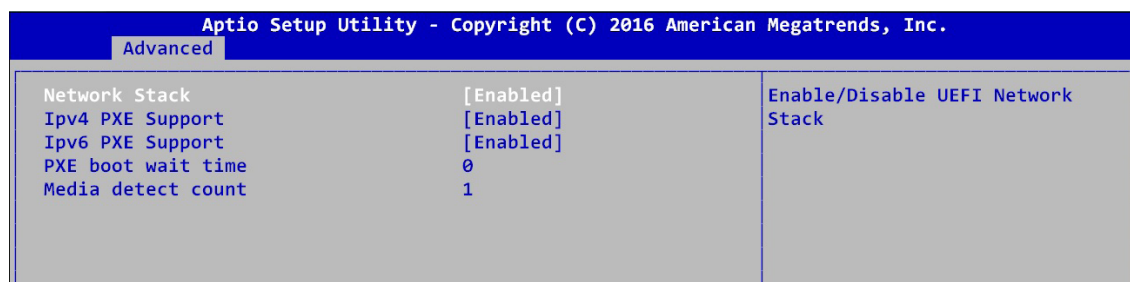 Aptio Setup Utility - Copyright (C) 2016 American Megatrends, Inc.
Advanced
Network Stack [Enabled]
Ipv4 PXE Support [Enabled]
Ipv6 PXE Support [Enabled]
PXE boot wait time 0
Media detect count 1
Enable/Disable UEFI Network
Stack